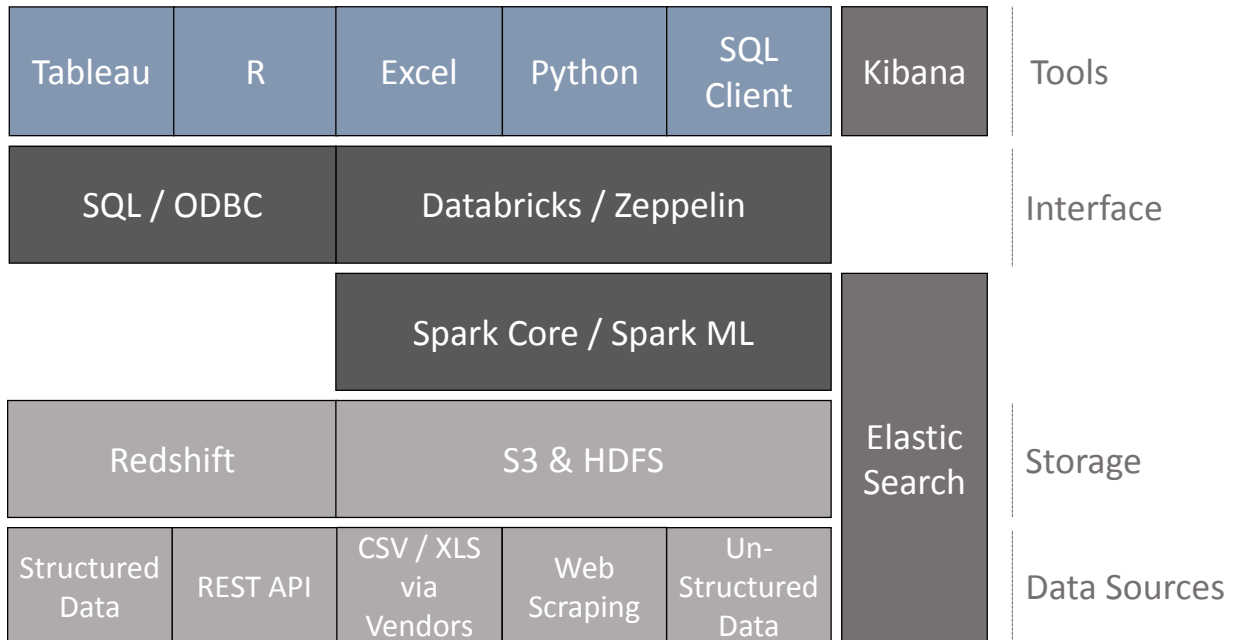 Tableau
R
Excel
Python
SQL
Client
Kibana
Tools
SQL / ODBC
Databricks / Zeppelin
Interface
Spark Core / Spark ML
Redshift
S3 & HDFS
Elastic
Search
Storage
Structured
Data
REST API
CSV / XLS
via
Vendors
Web
Scraping
Un-
Structured
Data
Data Sources